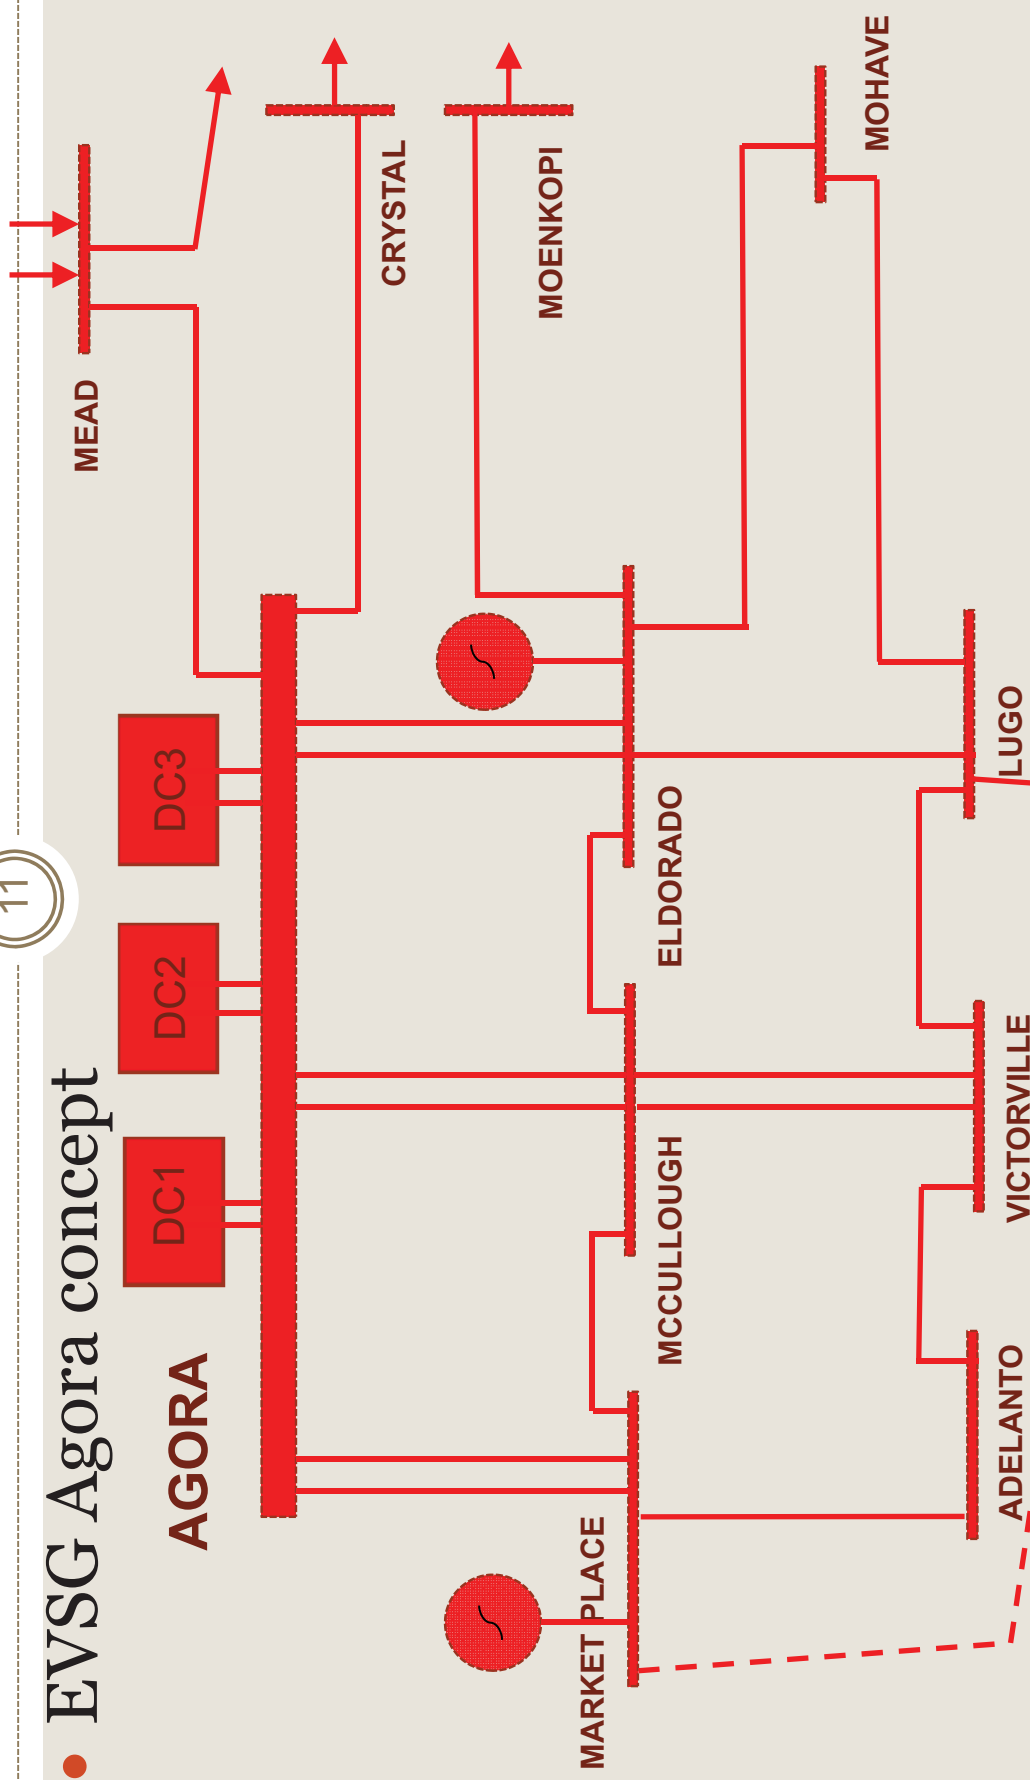 11
EVSG Agora concept
AGORA
DC1
DC2
DC3
MEAD
CRYSTAL
MOENKOPI
MARKET PLACE
MCCULLOUGH
ELDORADO
MOHAVE
ADELANTO
VICTORVILLE
LUGO